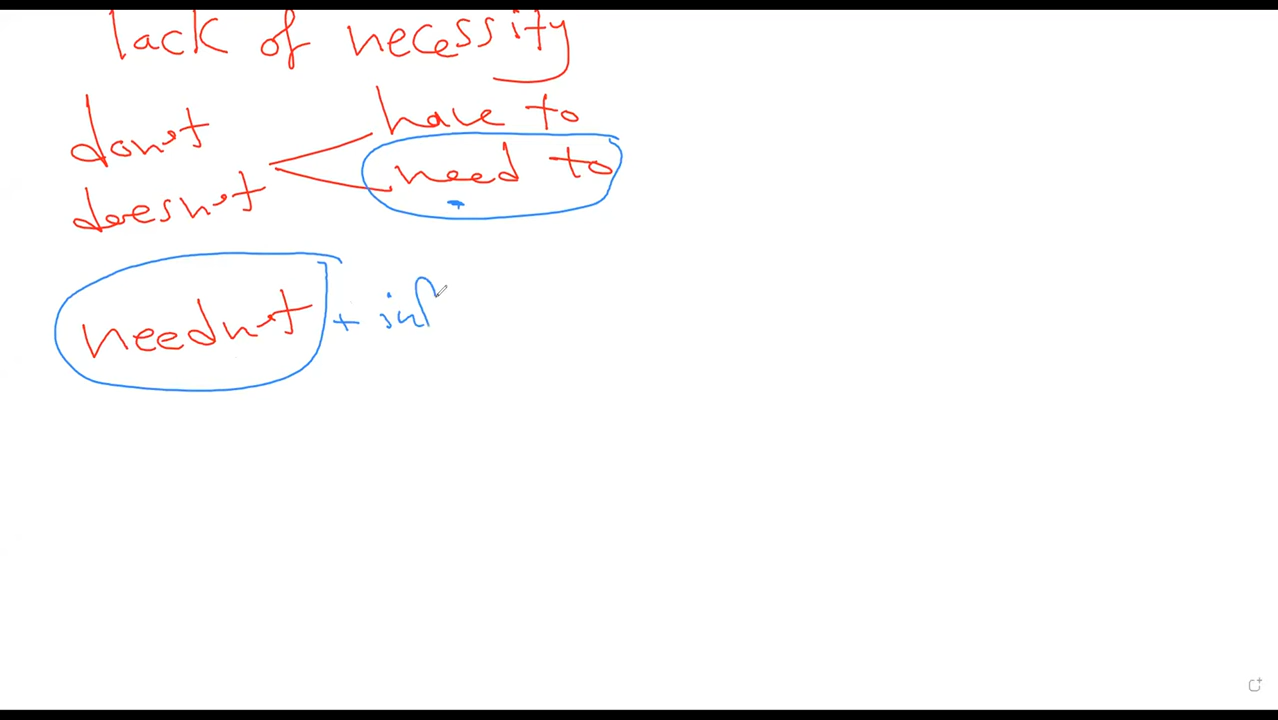 lack of necessity
don't have to
doesn't need to
needn't + inf